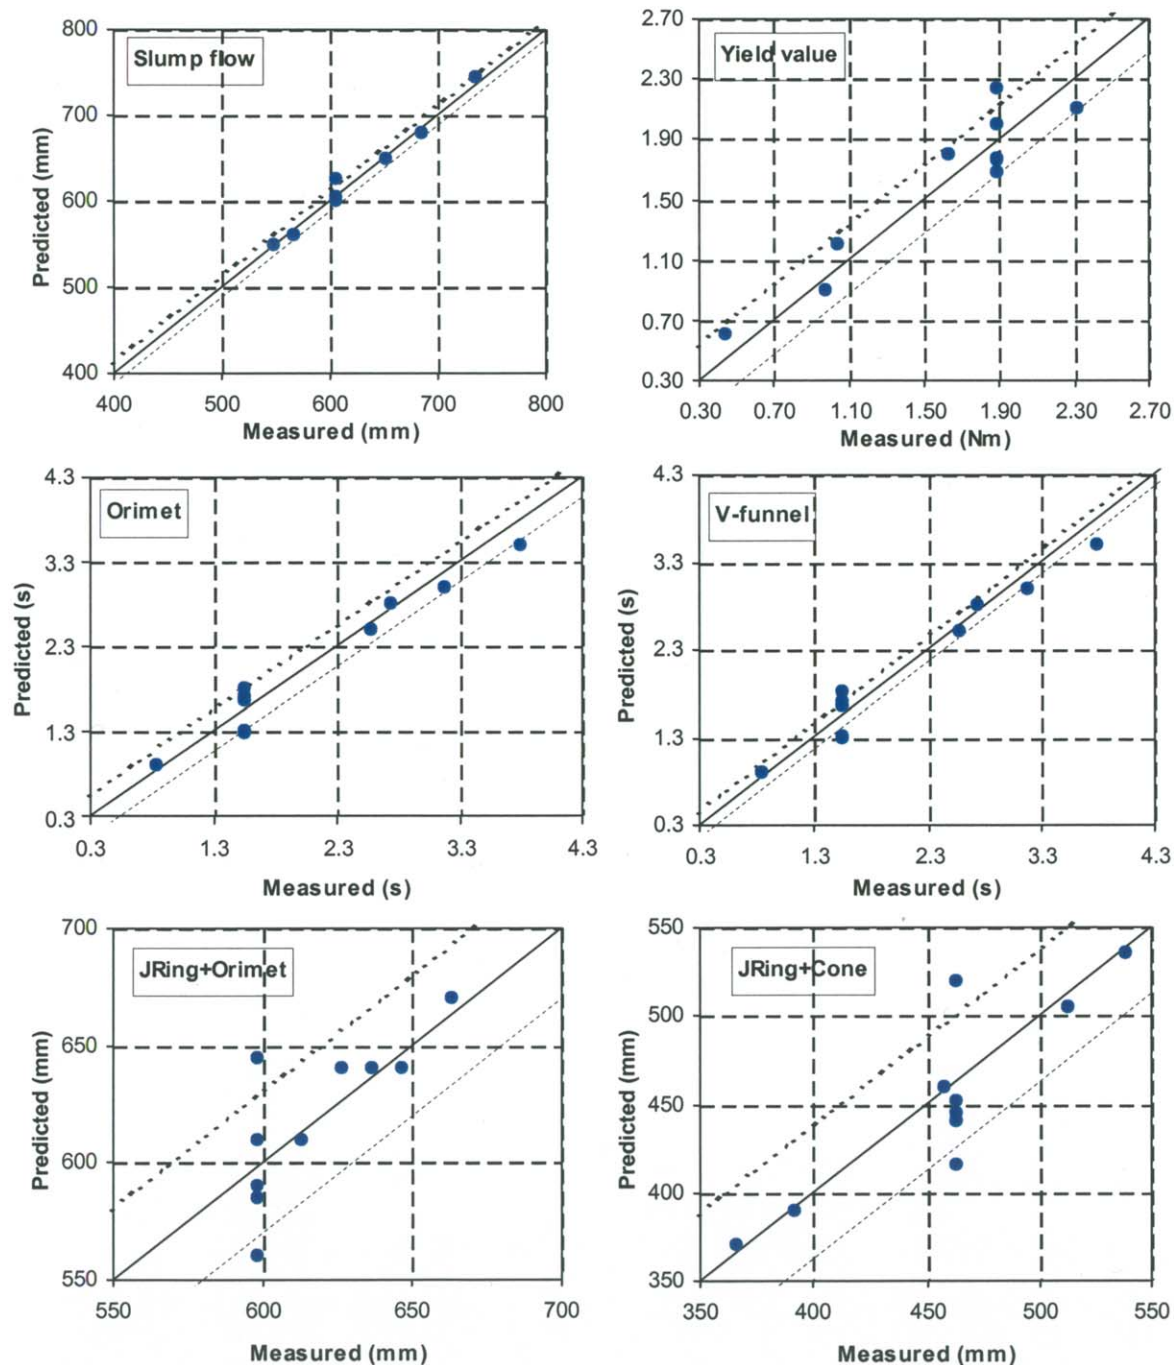 Slump flow
Predicted (mm)
800
700
600
500
400
400 500 600 700 800
Measured (mm)
Yield value
2.70
2.30
1.90
1.50
1.10
0.70
0.30
0.30 0.70 1.10 1.50 1.90 2.30 2.70
Measured (Nm)
Orimet
Predicted (s)
4.3
3.3
2.3
1.3
0.3
0.3 1.3 2.3 3.3 4.3
Measured (s)
V-funnel
Predicted (s)
4.3
3.3
2.3
1.3
0.3
0.3 1.3 2.3 3.3 4.3
Measured (s)
JRing+Orimet
Predicted (mm)
700
650
600
550
550 600 650 700
Measured (mm)
JRing+Cone
Predicted (mm)
550
500
450
400
350
350 400 450 500 550
Measured (mm)